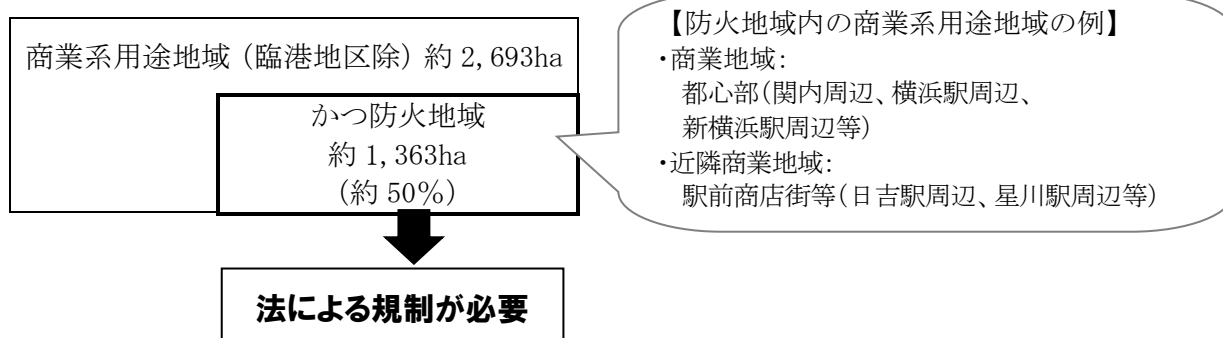 商業系用途地域（臨港地区除）約2,693ha
かつ防火地域
約1,363ha
（約50％）
法による規制が必要
【防火地域内の商業系用途地域の例】
・商業地域：
都心部（関内周辺、横浜駅周辺、
新横浜駅周辺等）
・近隣商業地域：
駅前商店街等（日吉駅周辺、星川駅周辺等）